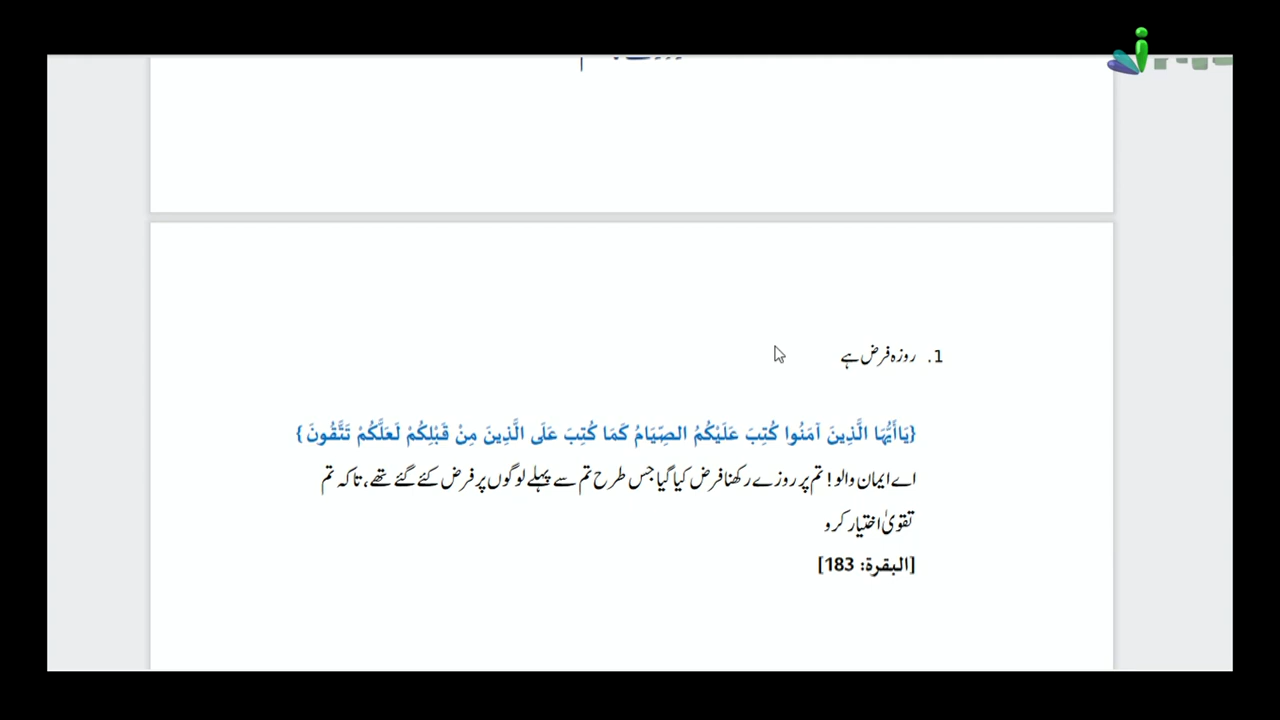 1. روزہ فرض ہے
{يَاأَيُّهَا الَّذِينَ آمَنُوا كُتِبَ عَلَيْكُمُ الصِّيَامُ كَمَا كُتِبَ عَلَى الَّذِينَ مِنْ قَبْلِكُمْ لَعَلَّكُمْ تَتَّقُونَ}
اے ایمان والو! تم پر روزے رکھنا فرض کیا گیا جس طرح تم سے پہلے لوگوں پر فرض کئے گئے تھے، تاکہ تم
تقویٰ اختیار کرو
[البقرة: 183]